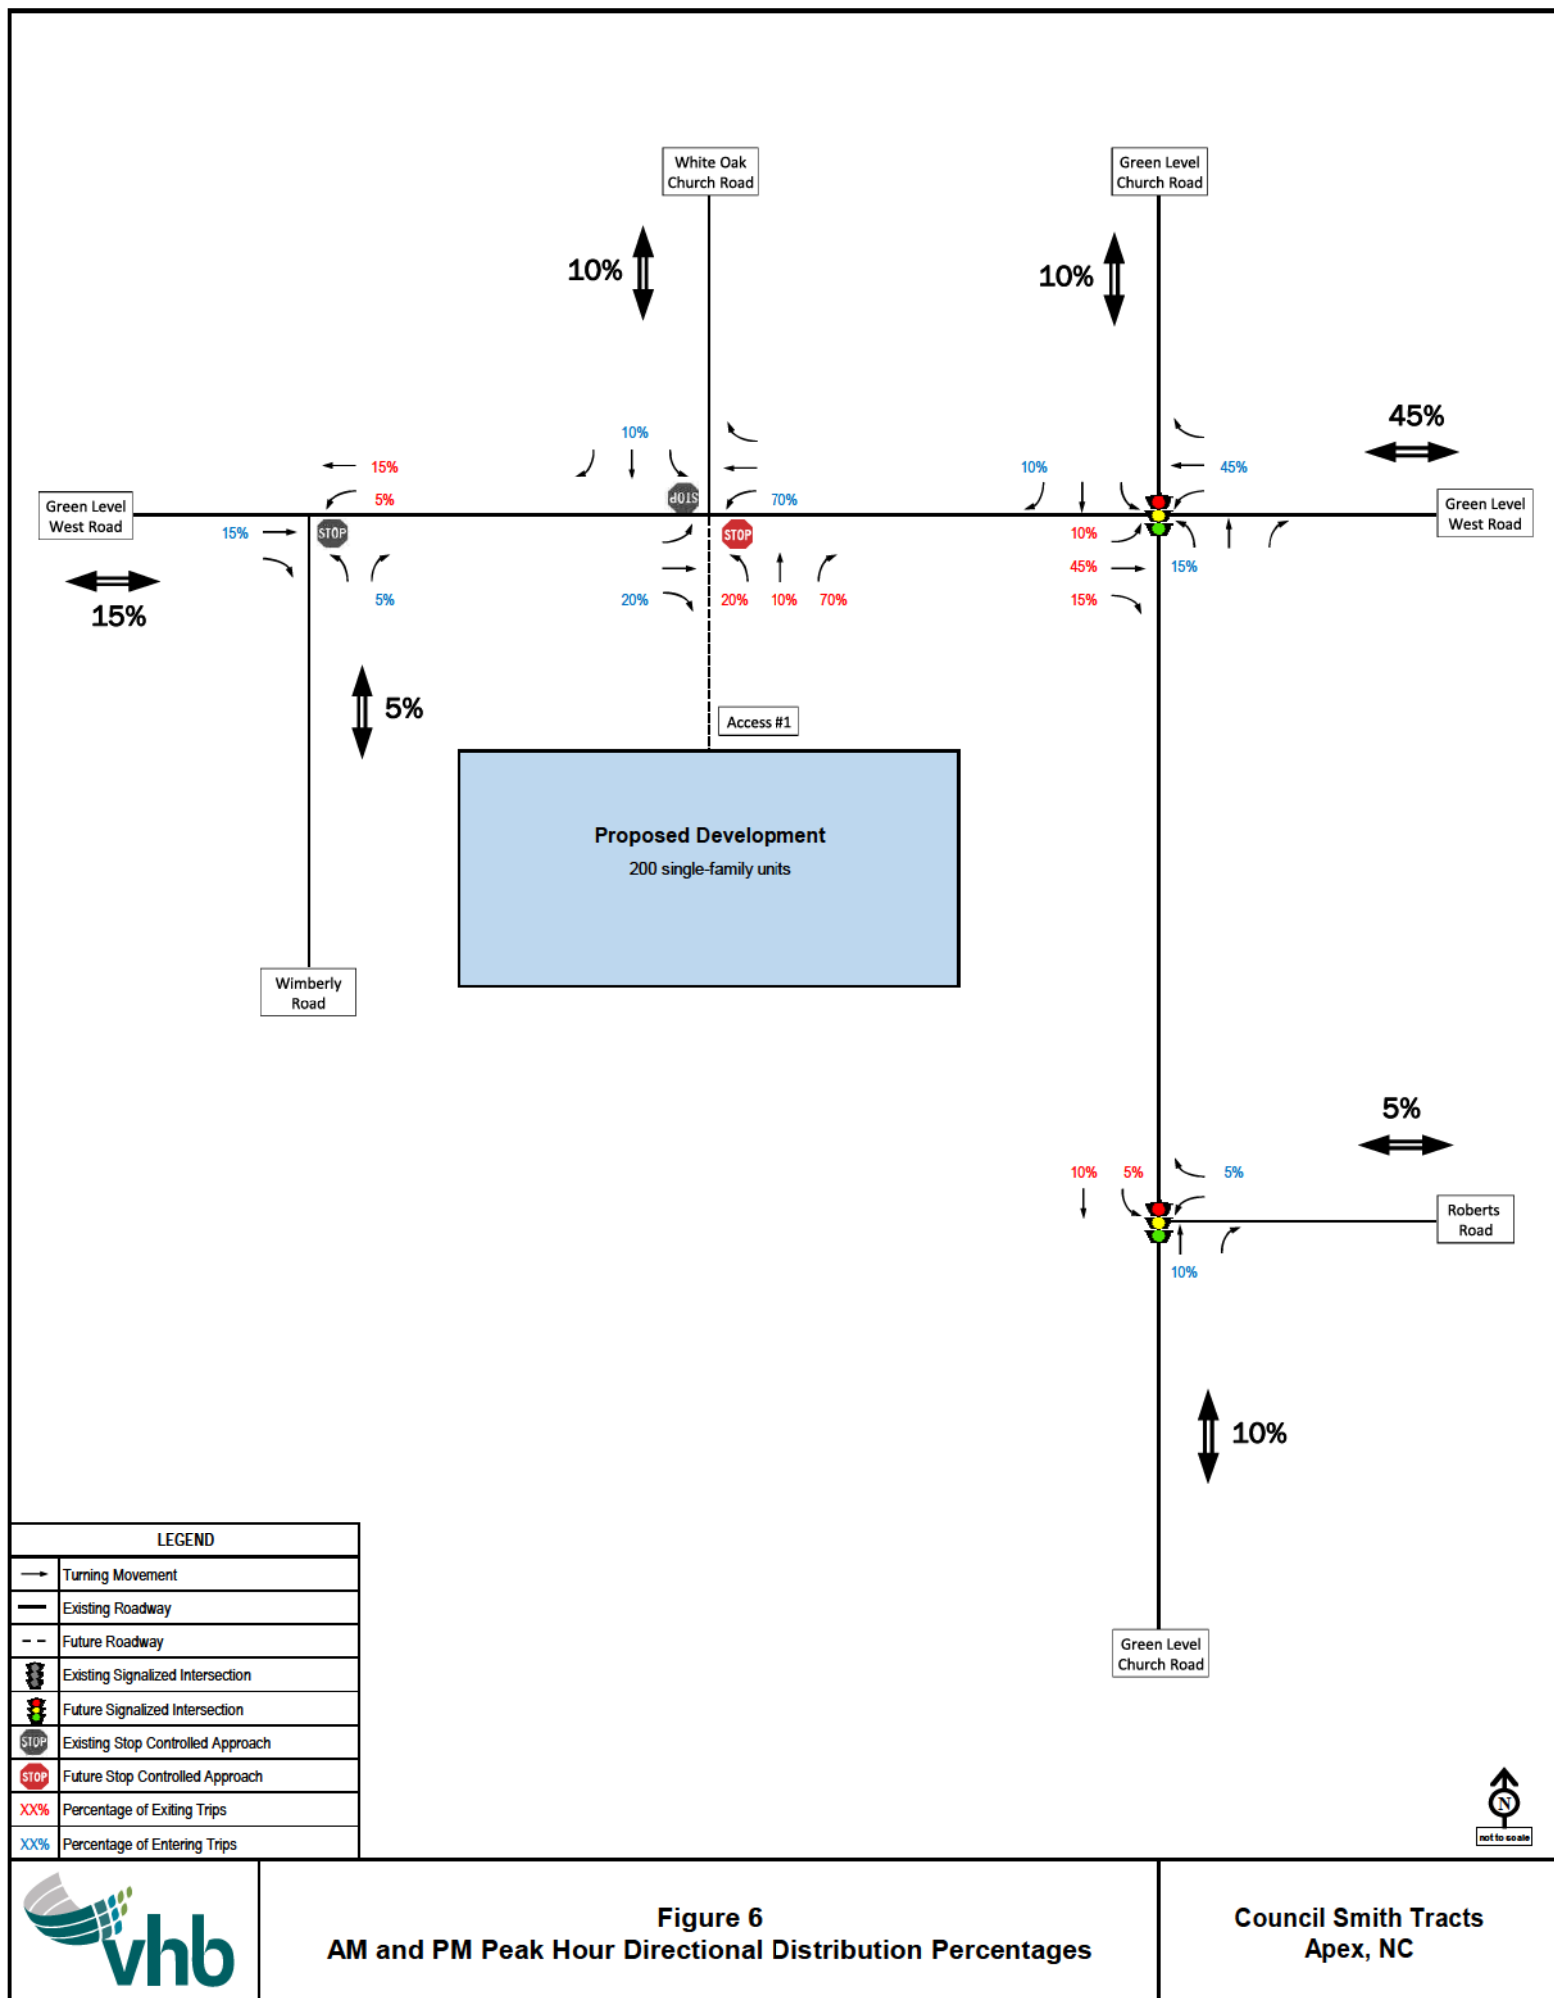 White Oak
Church Road
Green Level
Church Road
10%
10%
45%
10%
15%
5%
70%
10%
45%
Green Level
West Road
STOP
STOP
Green Level
West Road
15%
STOP
STOP
10%
45%
15%
15%
5%
20%
20%
10%
70%
15%
5%
Access #1
Proposed Development
200 single-family units
Wimberly
Road
5%
10%
5%
5%
Roberts
Road
10%
10%
Green Level
Church Road
LEGEND
Turning Movement
Existing Roadway
Future Roadway
Existing Signalized Intersection
Future Signalized Intersection
STOP Existing Stop Controlled Approach
STOP Future Stop Controlled Approach
XX% Percentage of Exiting Trips
XX% Percentage of Entering Trips
N
not to scale
vhb
Figure 6
AM and PM Peak Hour Directional Distribution Percentages
Council Smith Tracts
Apex, NC